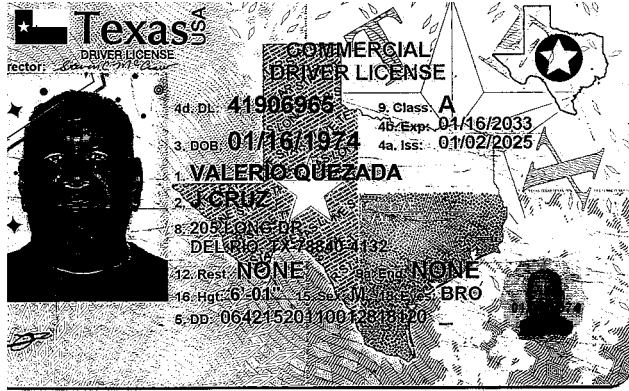 Texas USA
DRIVER LICENSE
COMMERCIAL
DRIVER LICENSE
rector:
4d. DL: 41906965 9. Class: A
4b. Exp: 01/16/2033
3. DOB: 01/16/1974 4a. Iss: 01/02/2025
1. VALERIO QUEZADA
2. J CRUZ
8. 205 LONG DR
DEL RIO, TX 78840-4132
12. Rest: NONE 9a. End: NONE
16. Hgt: 6'-01" 15. Sex: M 18. Eyes: BRO
5. DD: 06421520110012818120